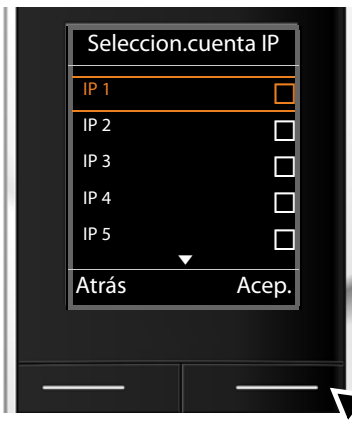 Seleccion.cuenta IP
IP 1
IP 2
IP 3
IP 4
IP 5
Atrás Acep.